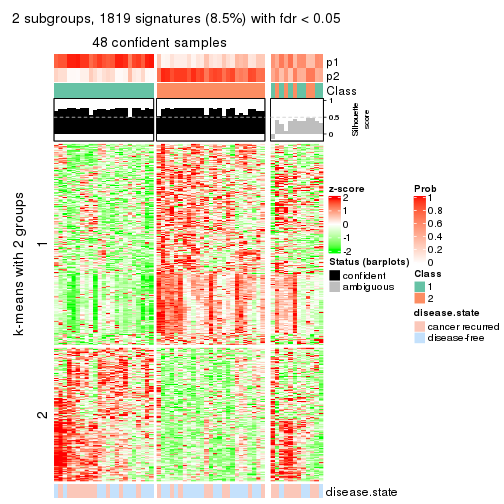 2 subgroups, 1819 signatures (8.5%) with fdr < 0.05
48 confident samples
p1
p2
Class
1
0.5
0
Silhouette
score
k-means with 2 groups
1
2
z-score
2
1
0
-1
-2
Status (barplots)
confident
ambiguous
Prob
1
0.8
0.6
0.4
0.2
0
Class
1
2
disease.state
cancer recurred
disease-free
disease.state